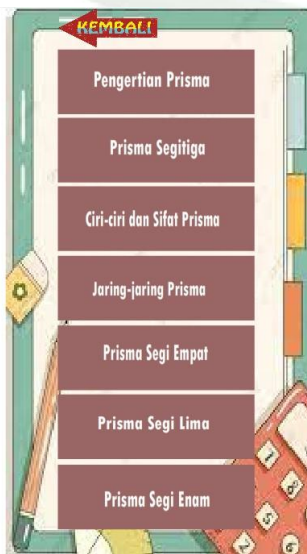 KEMBALI
Pengertian Prisma
Prisma Segitiga
Ciri-ciri dan Sifat Prisma
Jaring-jaring Prisma
Prisma Segi Empat
Prisma Segi Lima
Prisma Segi Enam